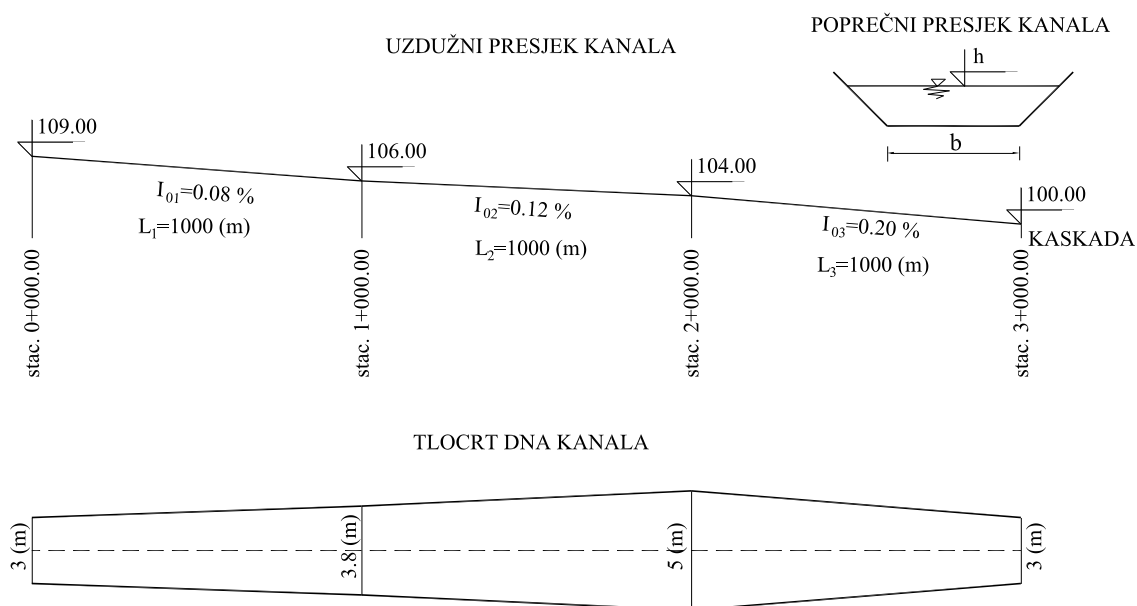 UZDUŽNI PRESJEK KANALA
POPREČNI PRESJEK KANALA
h
b
109.00
106.00
104.00
100.00
I01=0.08 %
L1=1000 (m)
I02=0.12 %
L2=1000 (m)
I03=0.20 %
L3=1000 (m)
KASKADA
stac. 0+000.00
stac. 1+000.00
stac. 2+000.00
stac. 3+000.00
TLOCRT DNA KANALA
3 (m)
3.8 (m)
5 (m)
3 (m)